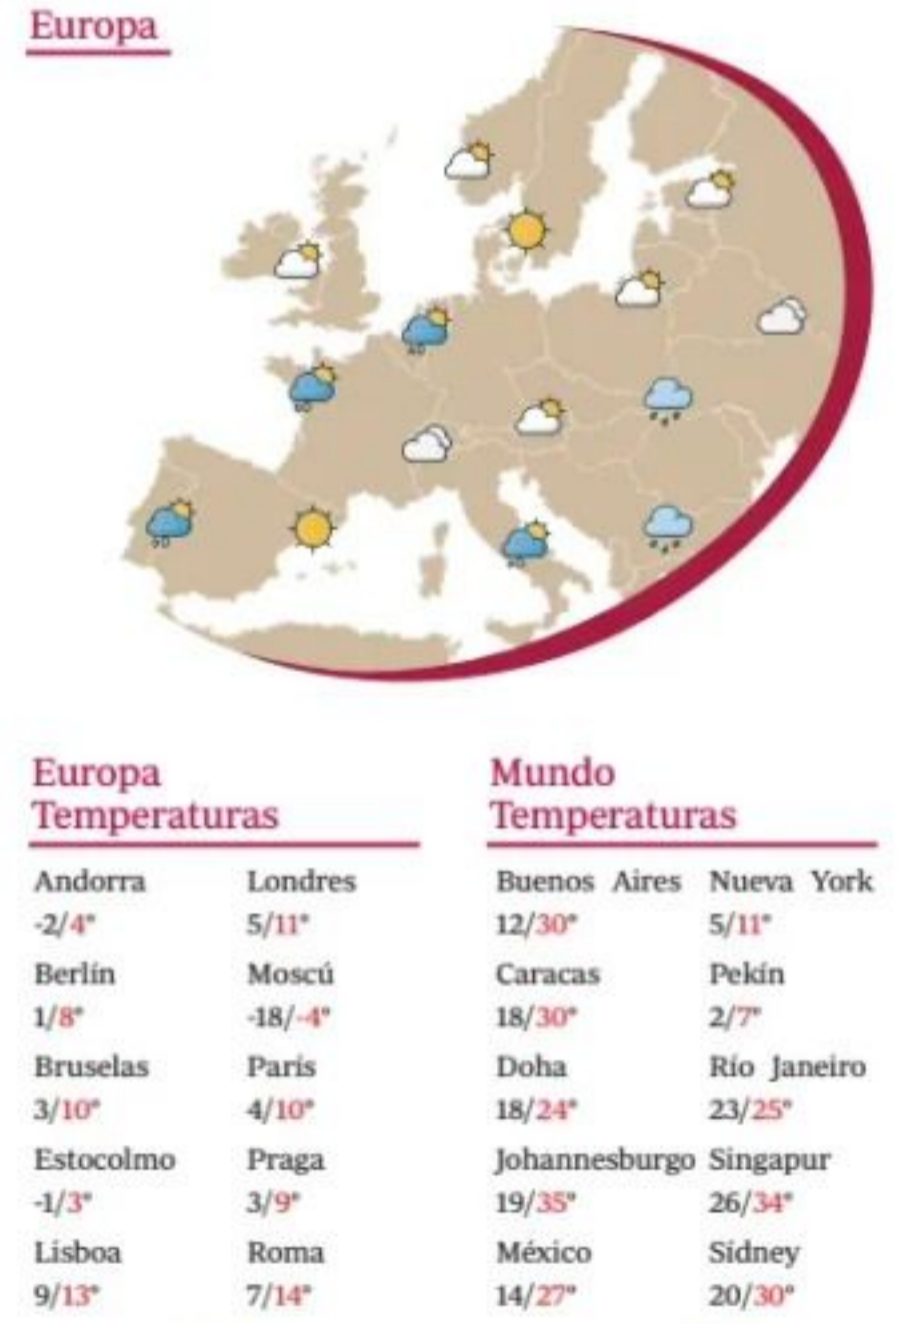 Europa
Europa
Temperaturas
Andorra
-2/4°
Berlín
1/8°
Bruselas
3/10°
Estocolmo
-1/3°
Lisboa
9/13°
Londres
5/11°
Moscú
-18/-4°
París
4/10°
Praga
3/9°
Roma
7/14°
Mundo
Temperaturas
Buenos Aires
12/30°
Caracas
18/30°
Doha
18/24°
Johannesburgo
19/35°
México
14/27°
Nueva York
5/11°
Pekín
2/7°
Río Janeiro
23/25°
Singapur
26/34°
Sídney
20/30°